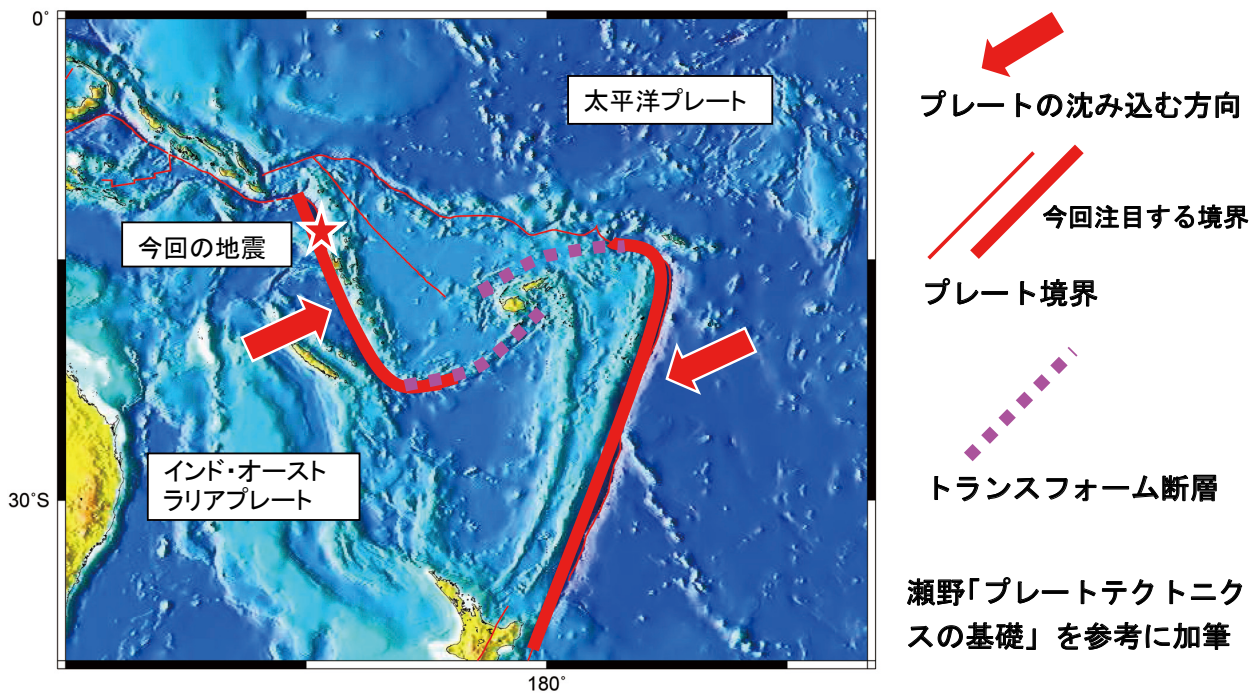 0°
太平洋プレート
今回の地震
インド・オースト
ラリアプレート
30°S
180°
プレートの沈み込む方向
今回注目する境界
プレート境界
トランスフォーム断層
瀬野「プレートテクトニク
スの基礎」を参考に加筆